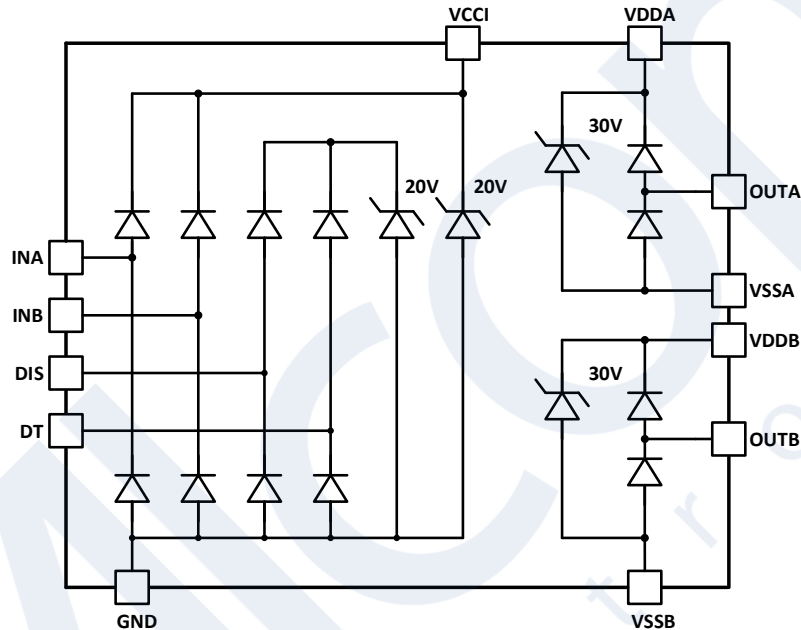 VCCI VDDA
30V
20V 20V
OUTA
INA
VSSA
INB
VDDB
DIS
30V
DT
OUTB
GND
VSSB